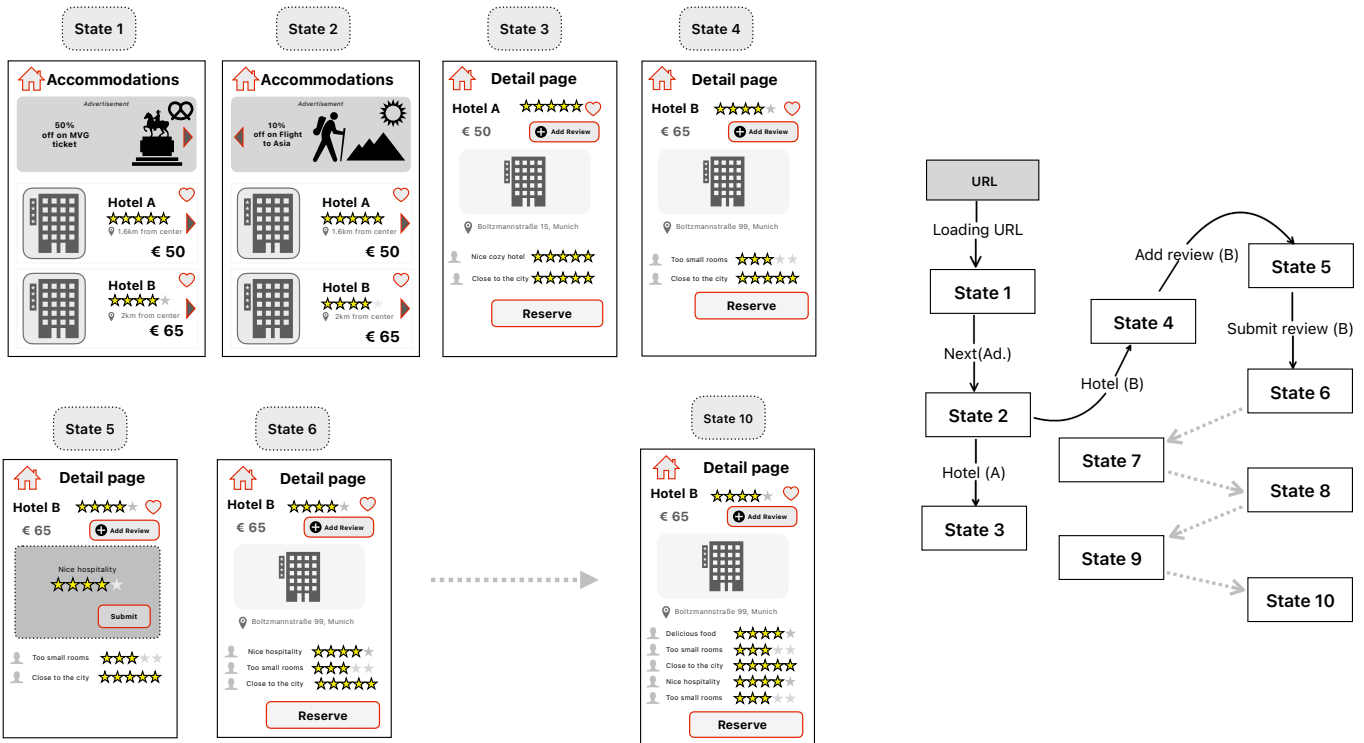 State 1
Accommodations
Advertisement
50%
off on MVG
ticket
Hotel A
1.6km from center
€ 50
Hotel B
2km from center
€ 65
State 2
Accommodations
Advertisement
10%
off on Flight
to Asia
Hotel A
1.6km from center
€ 50
Hotel B
2km from center
€ 65
State 3
Detail page
Hotel A
€ 50
Add Review
Boltzmannstraße 15, Munich
Nice cozy hotel
Close to the city
Reserve
State 4
Detail page
Hotel B
€ 65
Add Review
Boltzmannstraße 99, Munich
Too small rooms
Close to the city
Reserve
State 5
Detail page
Hotel B
€ 65
Add Review
Nice hospitality
Submit
Too small rooms
Close to the city
State 6
Detail page
Hotel B
€ 65
Add Review
Boltzmannstraße 99, Munich
Nice hospitality
Too small rooms
Close to the city
Reserve
State 10
Detail page
Hotel B
€ 65
Add Review
Boltzmannstraße 99, Munich
Delicious food
Too small rooms
Close to the city
Nice hospitality
Too small rooms
Reserve
URL
Loading URL
State 1
Next(Ad.)
State 2
Hotel (A)
State 3
Hotel (B)
State 4
Add review (B)
State 5
Submit review (B)
State 6
State 7
State 8
State 9
State 10